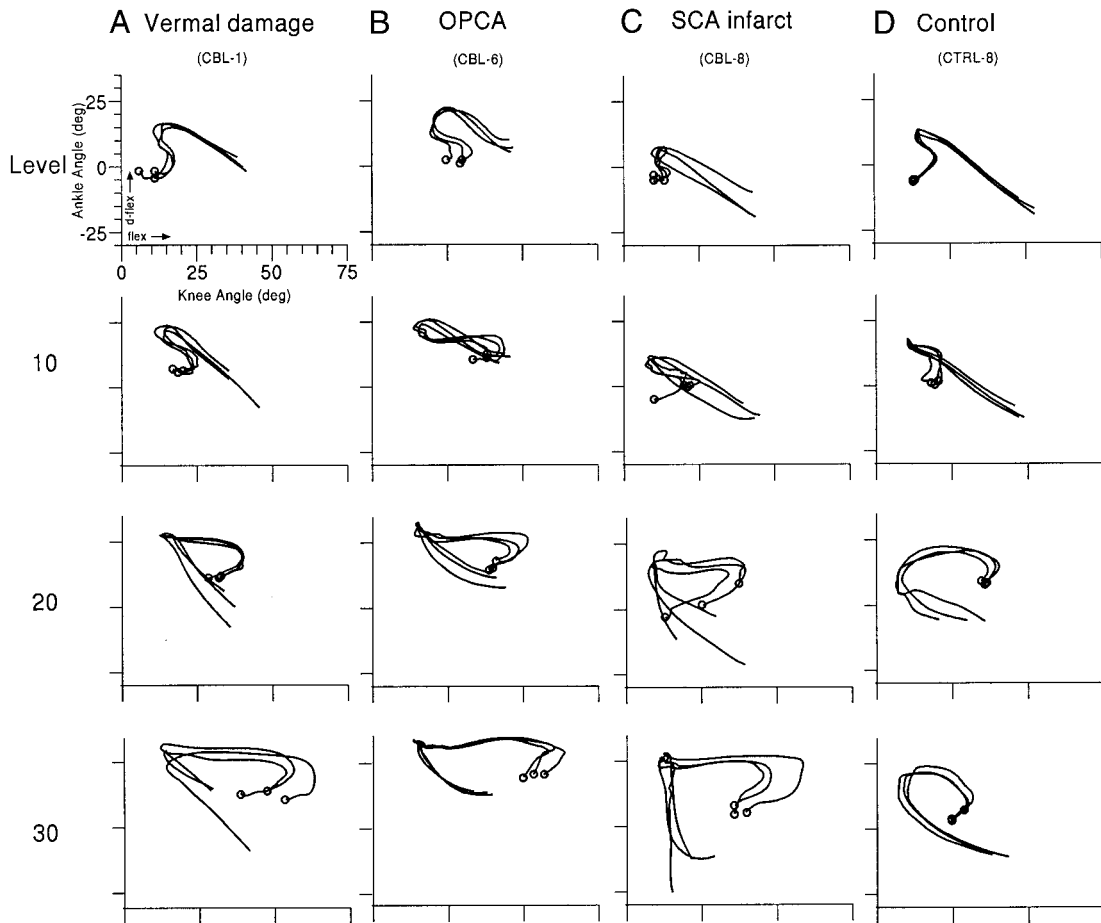 A Vermal damage
(CBL-1)
B OPCA
(CBL-6)
C SCA infarct
(CBL-8)
D Control
(CTRL-8)
Level
Ankle Angle (deg)
25
0
-25
d-flex
flex
0 25 50 75
Knee Angle (deg)
10
20
30